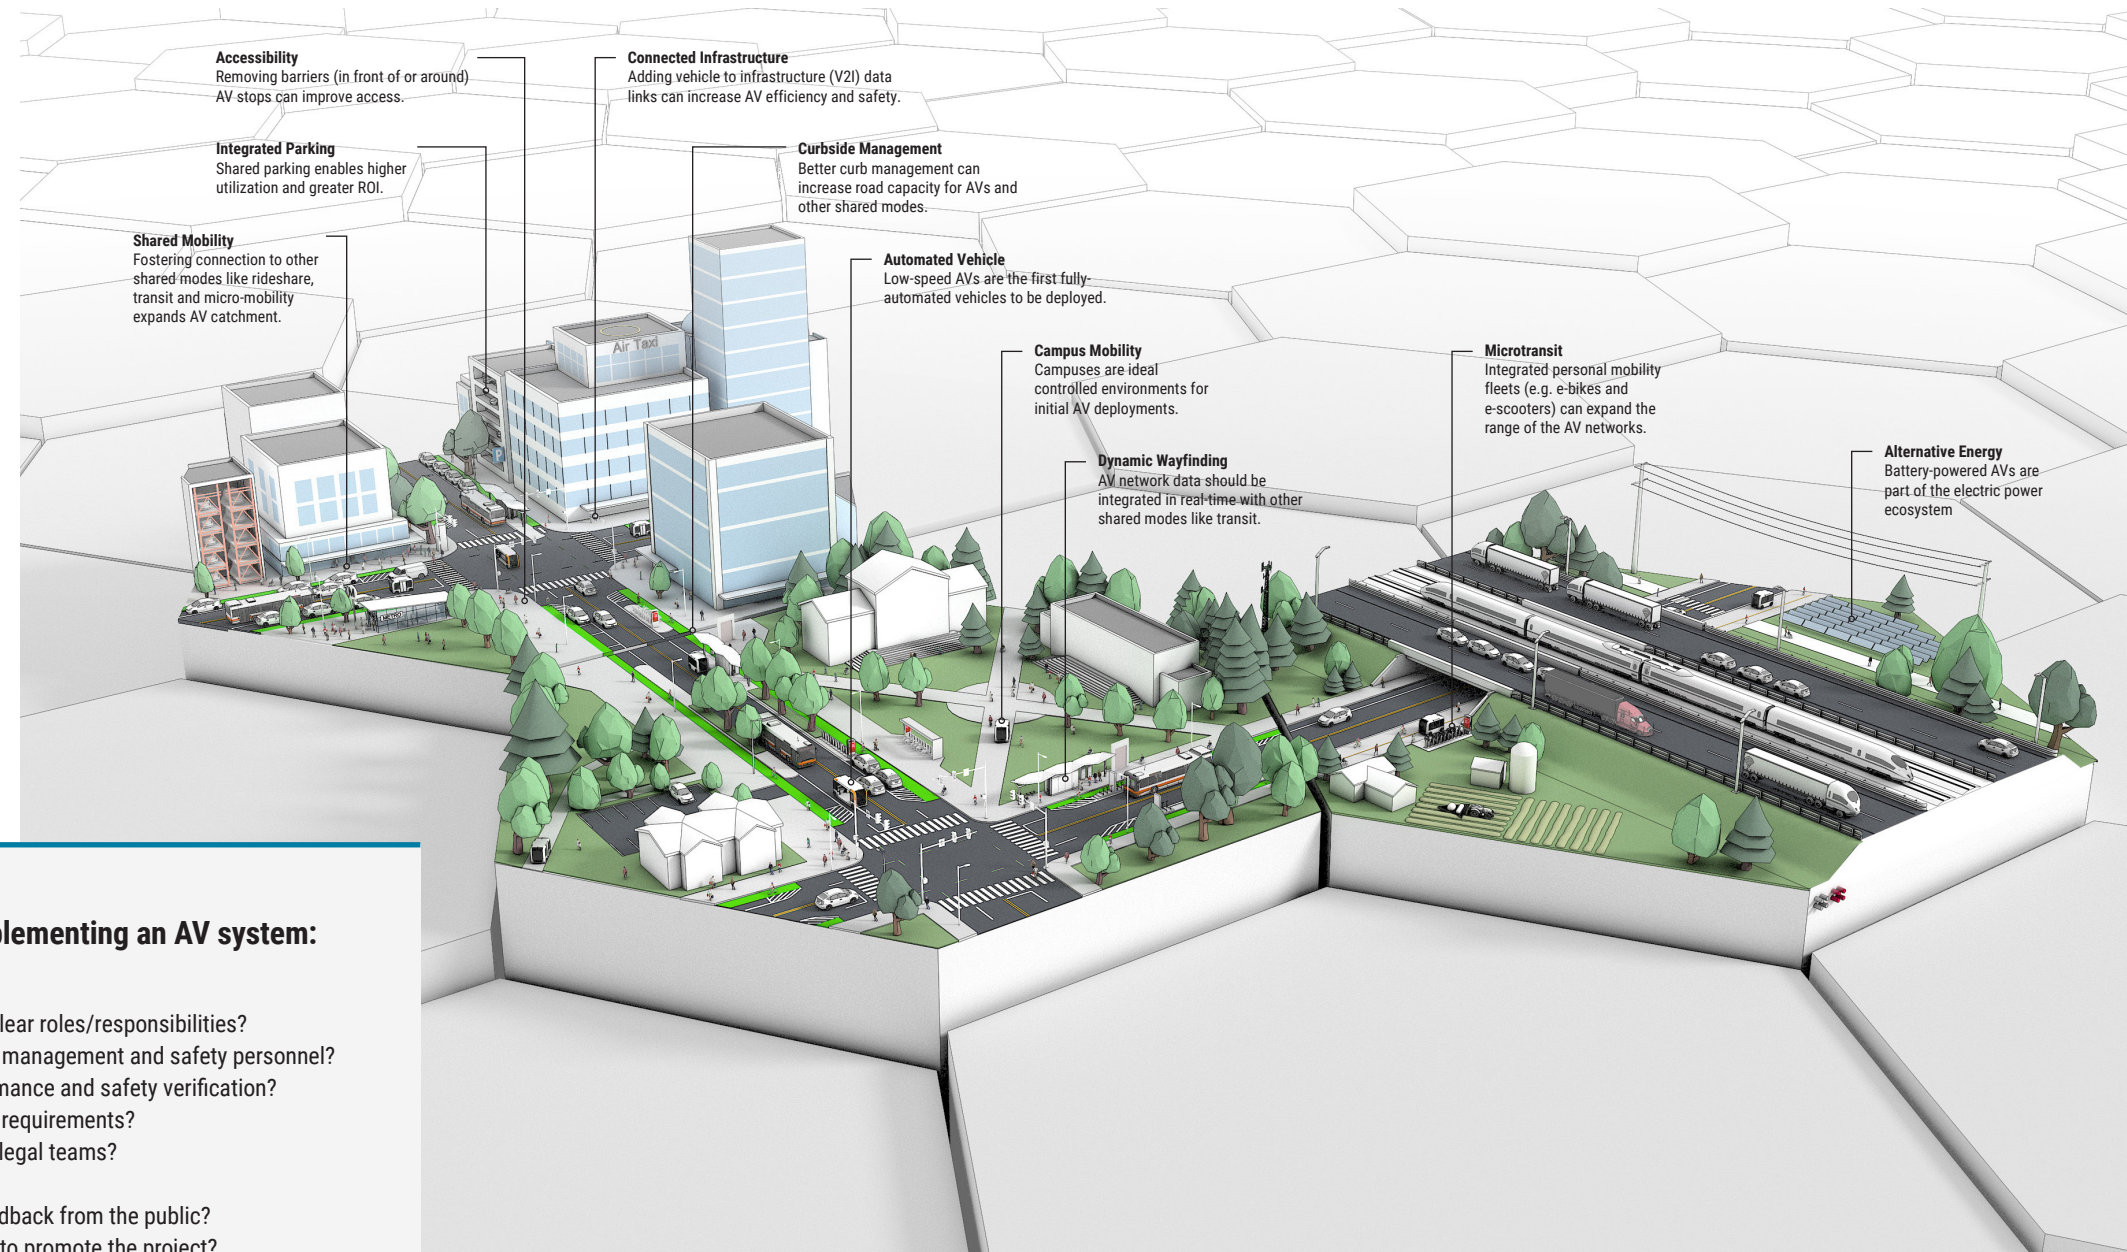 Accessibility
Removing barriers (in front of or around)
AV stops can improve access.
Connected Infrastructure
Adding vehicle to infrastructure (V2I) data
links can increase AV efficiency and safety.
Integrated Parking
Shared parking enables higher
utilization and greater ROI.
Curbside Management
Better curb management can
increase road capacity for AVs and
other shared modes.
Shared Mobility
Fostering connection to other
shared modes like rideshare,
transit and micro-mobility
expands AV catchment.
Automated Vehicle
Low-speed AVs are the first fully-
automated vehicles to be deployed.
Air Taxi
Campus Mobility
Campuses are ideal
controlled environments for
initial AV deployments.
Microtransit
Integrated personal mobility
fleets (e.g. e-bikes and
e-scooters) can expand the
range of the AV networks.
Dynamic Wayfinding
AV network data should be
integrated in real-time with other
shared modes like transit.
Alternative Energy
Battery-powered AVs are
part of the electric power
ecosystem
P
plementing an AV system:
lear roles/responsibilities?
management and safety personnel?
mance and safety verification?
requirements?
legal teams?
dback from the public?
to promote the project?